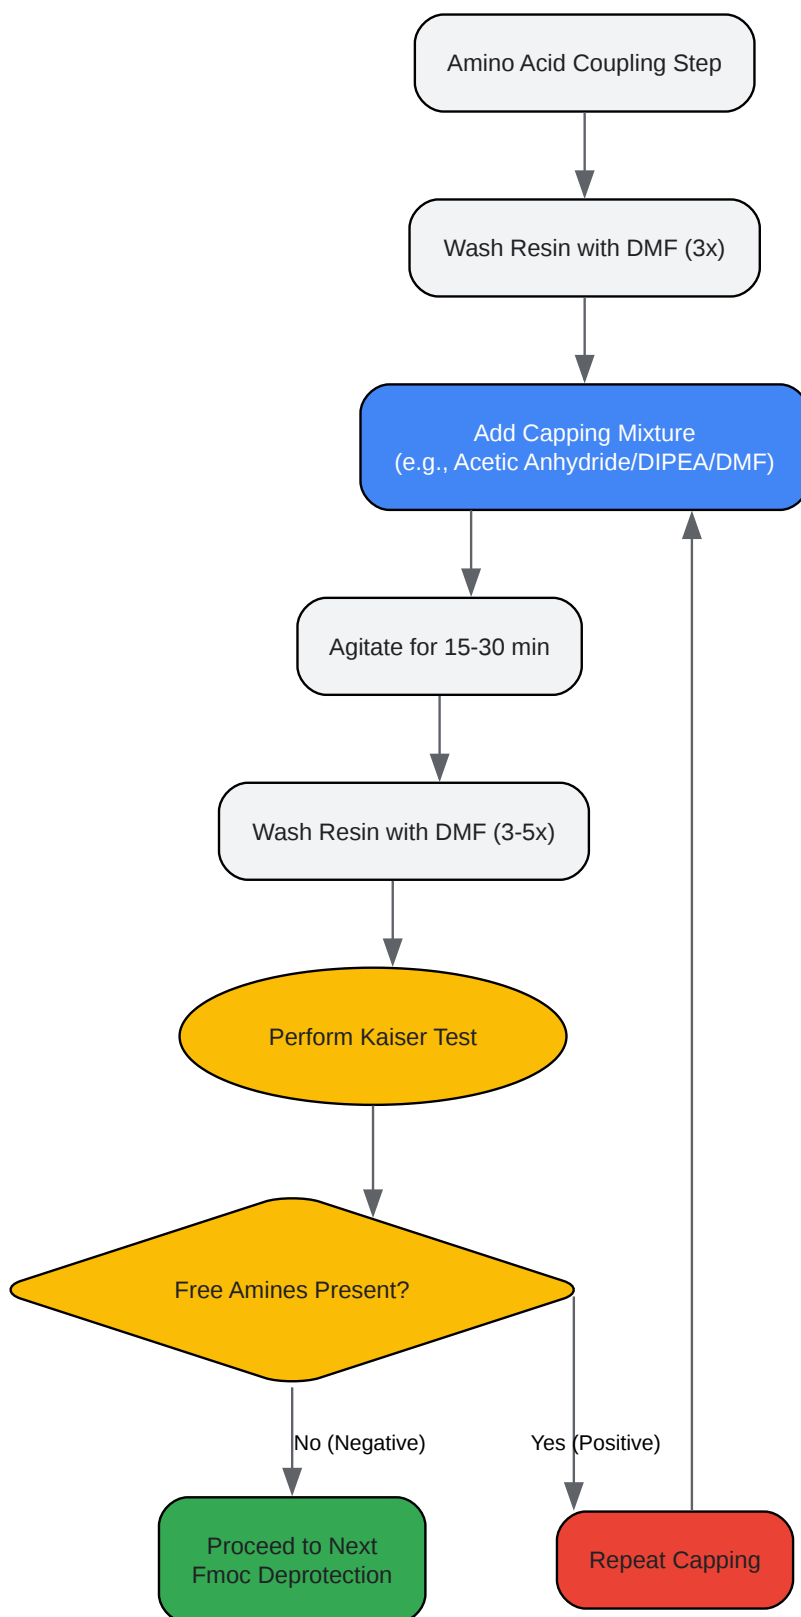 Amino Acid Coupling Step
Wash Resin with DMF (3x)
Add Capping Mixture
(e.g., Acetic Anhydride/DIPEA/DMF)
Agitate for 15-30 min
Wash Resin with DMF (3-5x)
Perform Kaiser Test
Free Amines Present?
No (Negative)
Yes (Positive)
Proceed to Next
Fmoc Deprotection
Repeat Capping